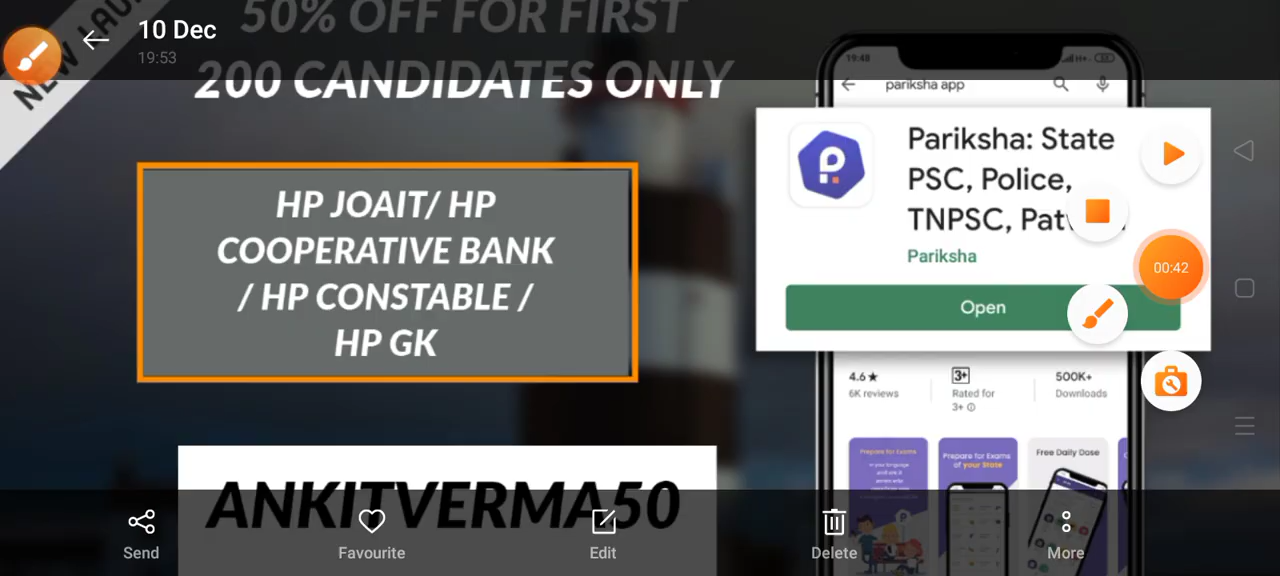 NEW LAU
10 Dec
19:53
50% OFF FOR FIRST
200 CANDIDATES ONLY
HP JOAIT/ HP
COOPERATIVE BANK
/ HP CONSTABLE /
HP GK
ANKITVERMA50
19:48
pariksha app
Pariksha: State
PSC, Police,
TNPSC, Pat
Pariksha
Open
00:42
4.6★
6K reviews
3+
Rated for
3+
500K+
Downloads
Prepare for Exams
Prepare for Exams
of your State
Free Daily Dose
Send
Favourite
Edit
Delete
More